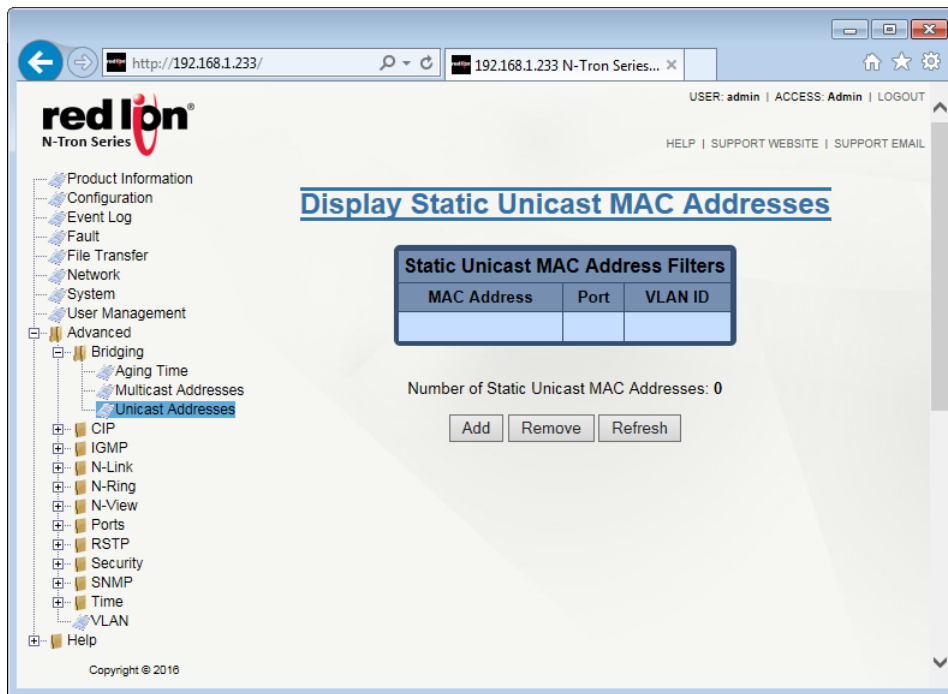 http://192.168.1.233/
192.168.1.233 N-Tron Series...
USER: admin | ACCESS: Admin | LOGOUT
red lion®
N-Tron Series
HELP | SUPPORT WEBSITE | SUPPORT EMAIL
Product Information
Configuration
Event Log
Fault
File Transfer
Network
System
User Management
Advanced
Bridging
Aging Time
Multicast Addresses
Unicast Addresses
CIP
IGMP
N-Link
N-Ring
N-View
Ports
RSTP
Security
SNMP
Time
VLAN
Help
Copyright © 2016
Display Static Unicast MAC Addresses
Static Unicast MAC Address Filters
MAC Address Port VLAN ID
Number of Static Unicast MAC Addresses: 0
Add Remove Refresh